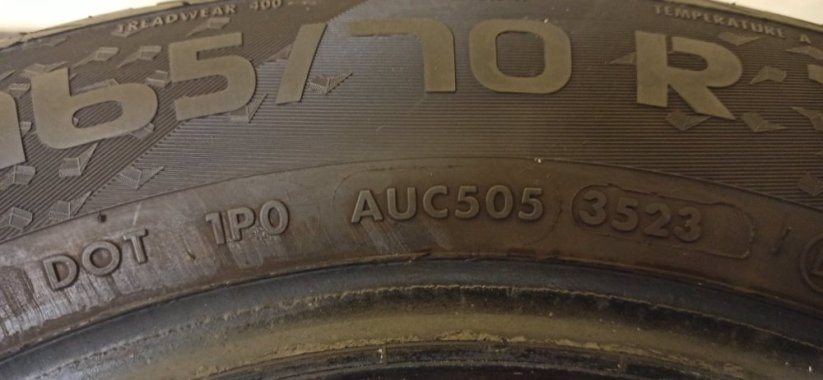 TREADWEAR 400 TEMPERATURE A
165/70 R
DOT 1P0 AUC505 3523